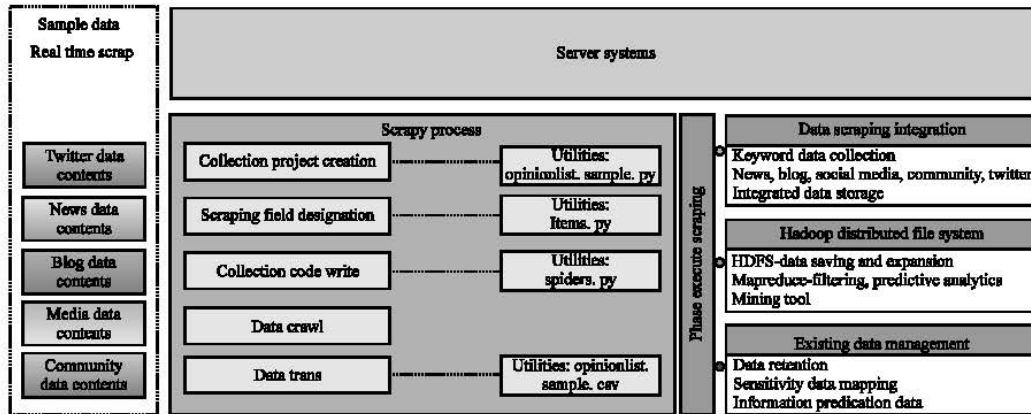 Sample data
Real time scrap
Twitter data
contents
News data
contents
Blog data
contents
Media data
contents
Community
data contents
Server systems
Scrapy process
Collection project creation
Utilities:
opinionlist. sample. py
Scraping field designation
Utilities:
Items. py
Collection code write
Utilities:
spiders. py
Data crawl
Data trans
Utilities: opinionlist.
sample. csv
Phase execute scraping
Data scraping integration
Keyword data collection
News, blog, social media, community, twitter
Integrated data storage
Hadoop distributed file system
HDFS-data saving and expansion
Mapreduce-filtering, predictive analytics
Mining tool
Existing data management
Data retention
Sensitivity data mapping
Information predication data